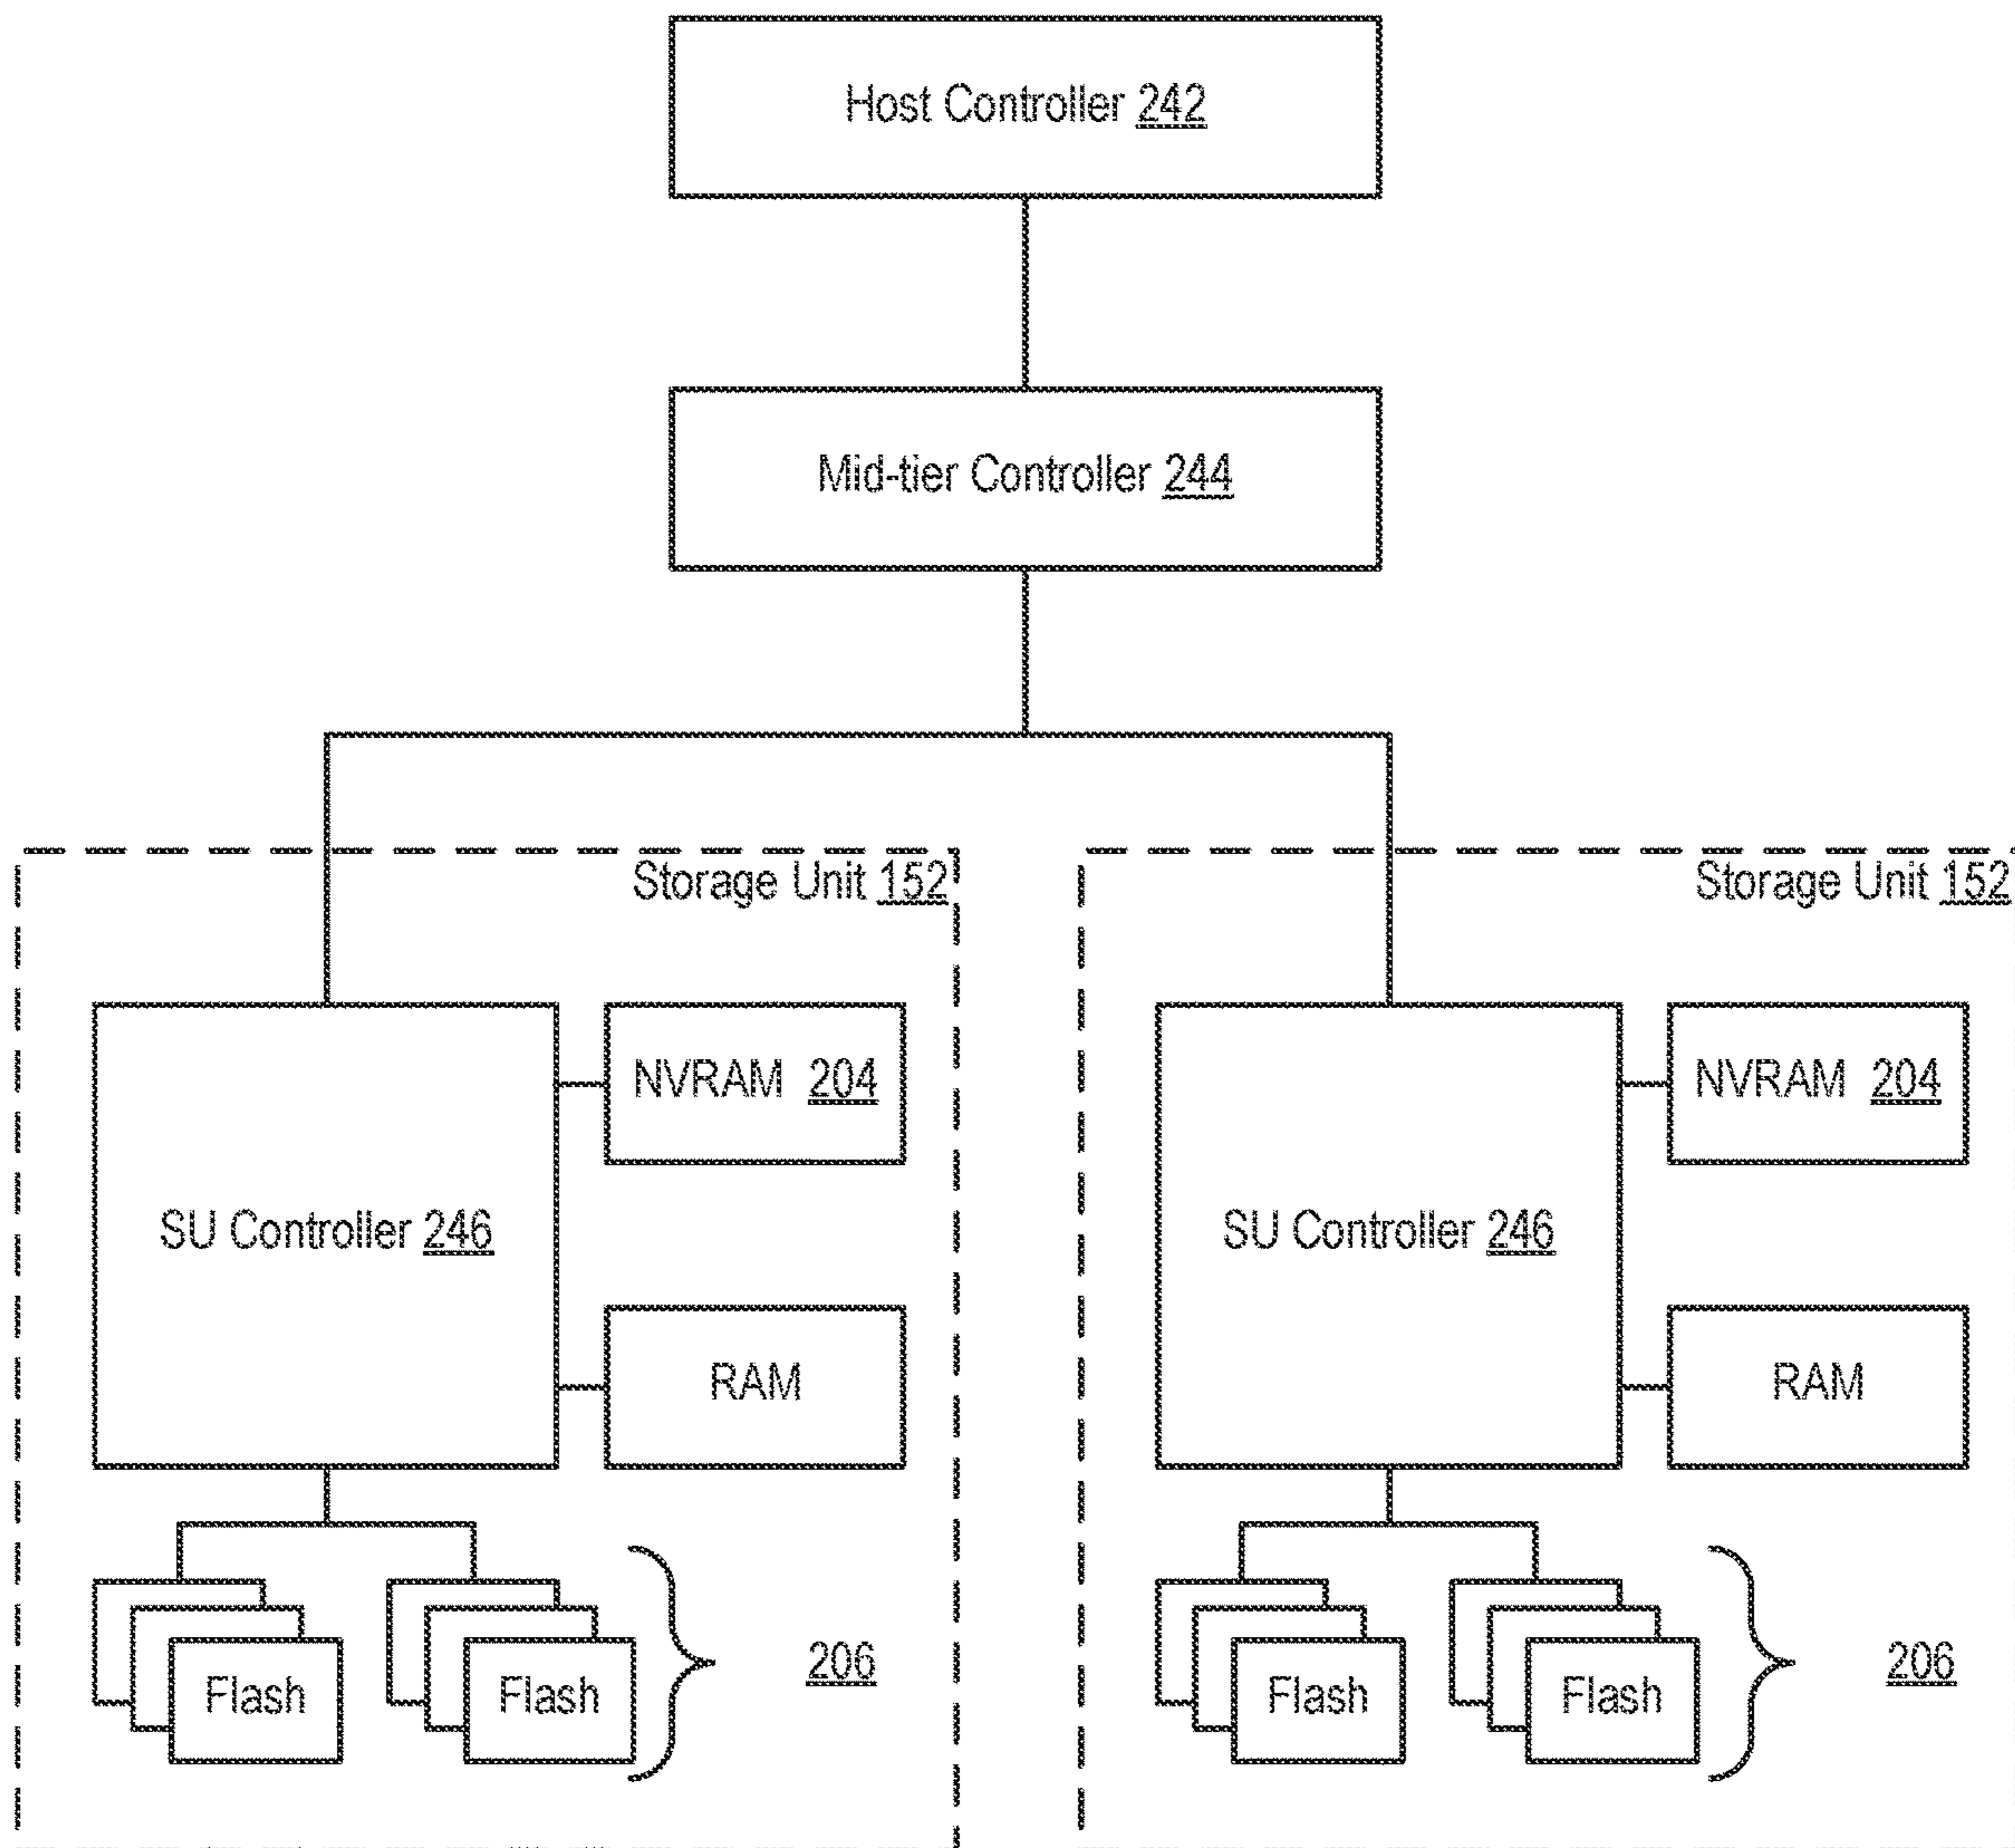 Host Controller 242
Mid-tier Controller 244
Storage Unit 152
Storage Unit 152
NVRAM 204
NVRAM 204
SU Controller 246
SU Controller 246
RAM
RAM
Flash
Flash
206
Flash
Flash
206